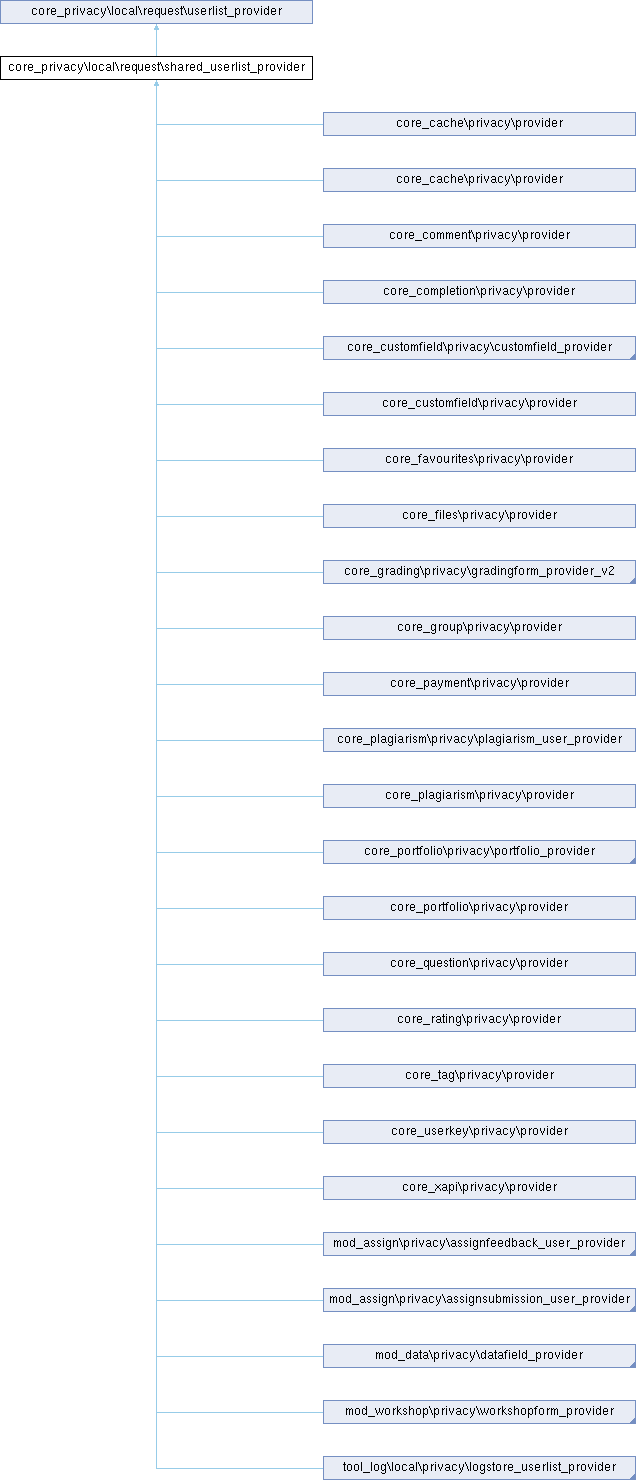 core_privacy\local\request\userlist_provider
core_privacy\local\request\shared_userlist_provider
core_cache\privacy\provider
core_cache\privacy\provider
core_comment\privacy\provider
core_completion\privacy\provider
core_customfield\privacy\customfield_provider
core_customfield\privacy\provider
core_favourites\privacy\provider
core_files\privacy\provider
core_grading\privacy\gradingform_provider_v2
core_group\privacy\provider
core_payment\privacy\provider
core_plagiarism\privacy\plagiarism_user_provider
core_plagiarism\privacy\provider
core_portfolio\privacy\portfolio_provider
core_portfolio\privacy\provider
core_question\privacy\provider
core_rating\privacy\provider
core_tag\privacy\provider
core_userkey\privacy\provider
core_xapi\privacy\provider
mod_assign\privacy\assignfeedback_user_provider
mod_assign\privacy\assignsubmission_user_provider
mod_data\privacy\datafield_provider
mod_workshop\privacy\workshopform_provider
tool_log\local\privacy\logstore_userlist_provider